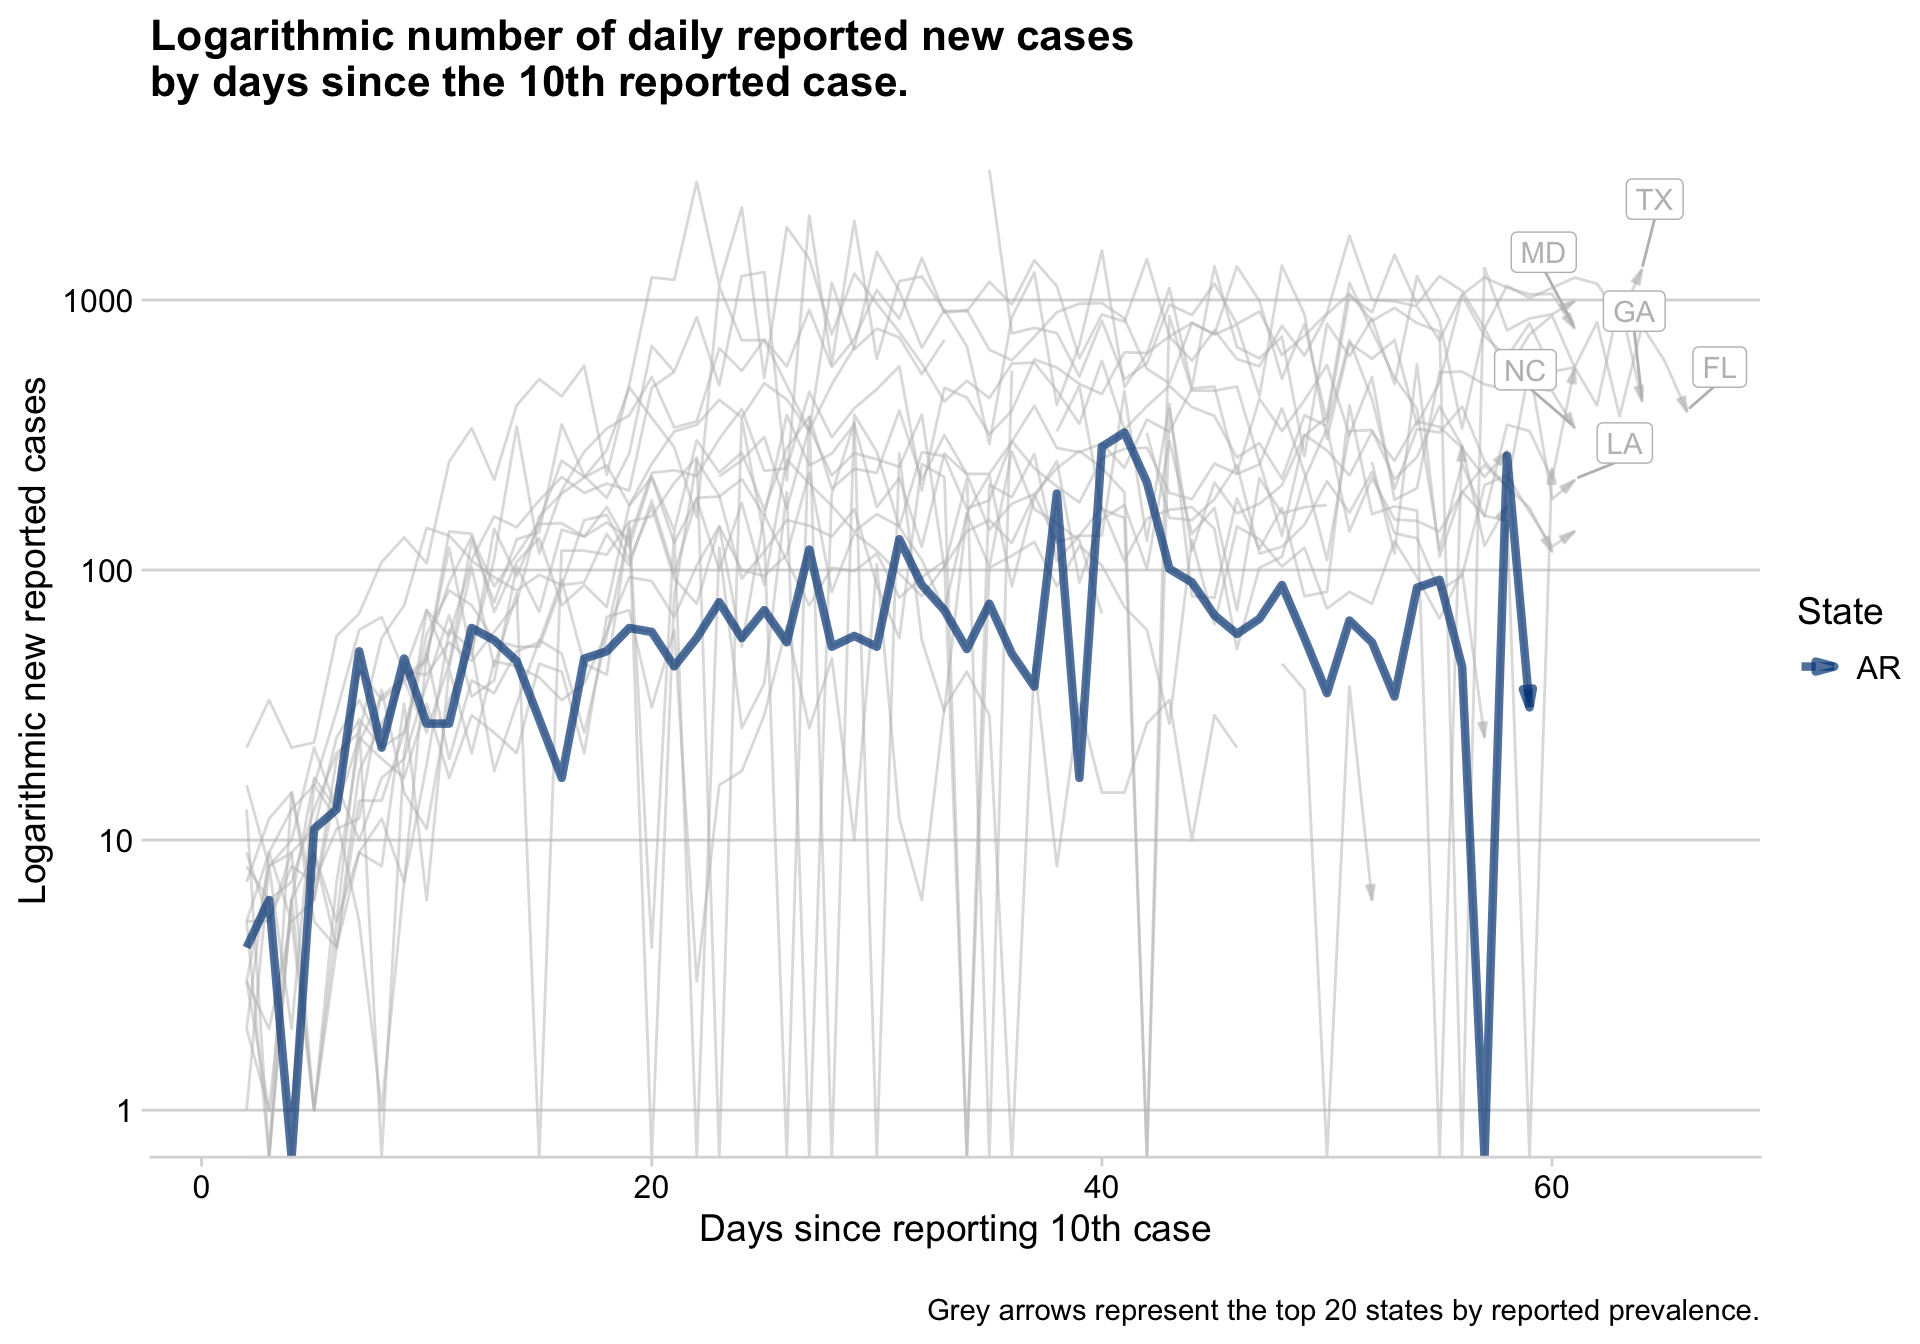 Logarithmic number of daily reported new cases
by days since the 10th reported case.
Logarithmic new reported cases
1000
100
10
1
TX
MD
GA
NC
FL
LA
State
AR
0
20
40
60
Days since reporting 10th case
Grey arrows represent the top 20 states by reported prevalence.